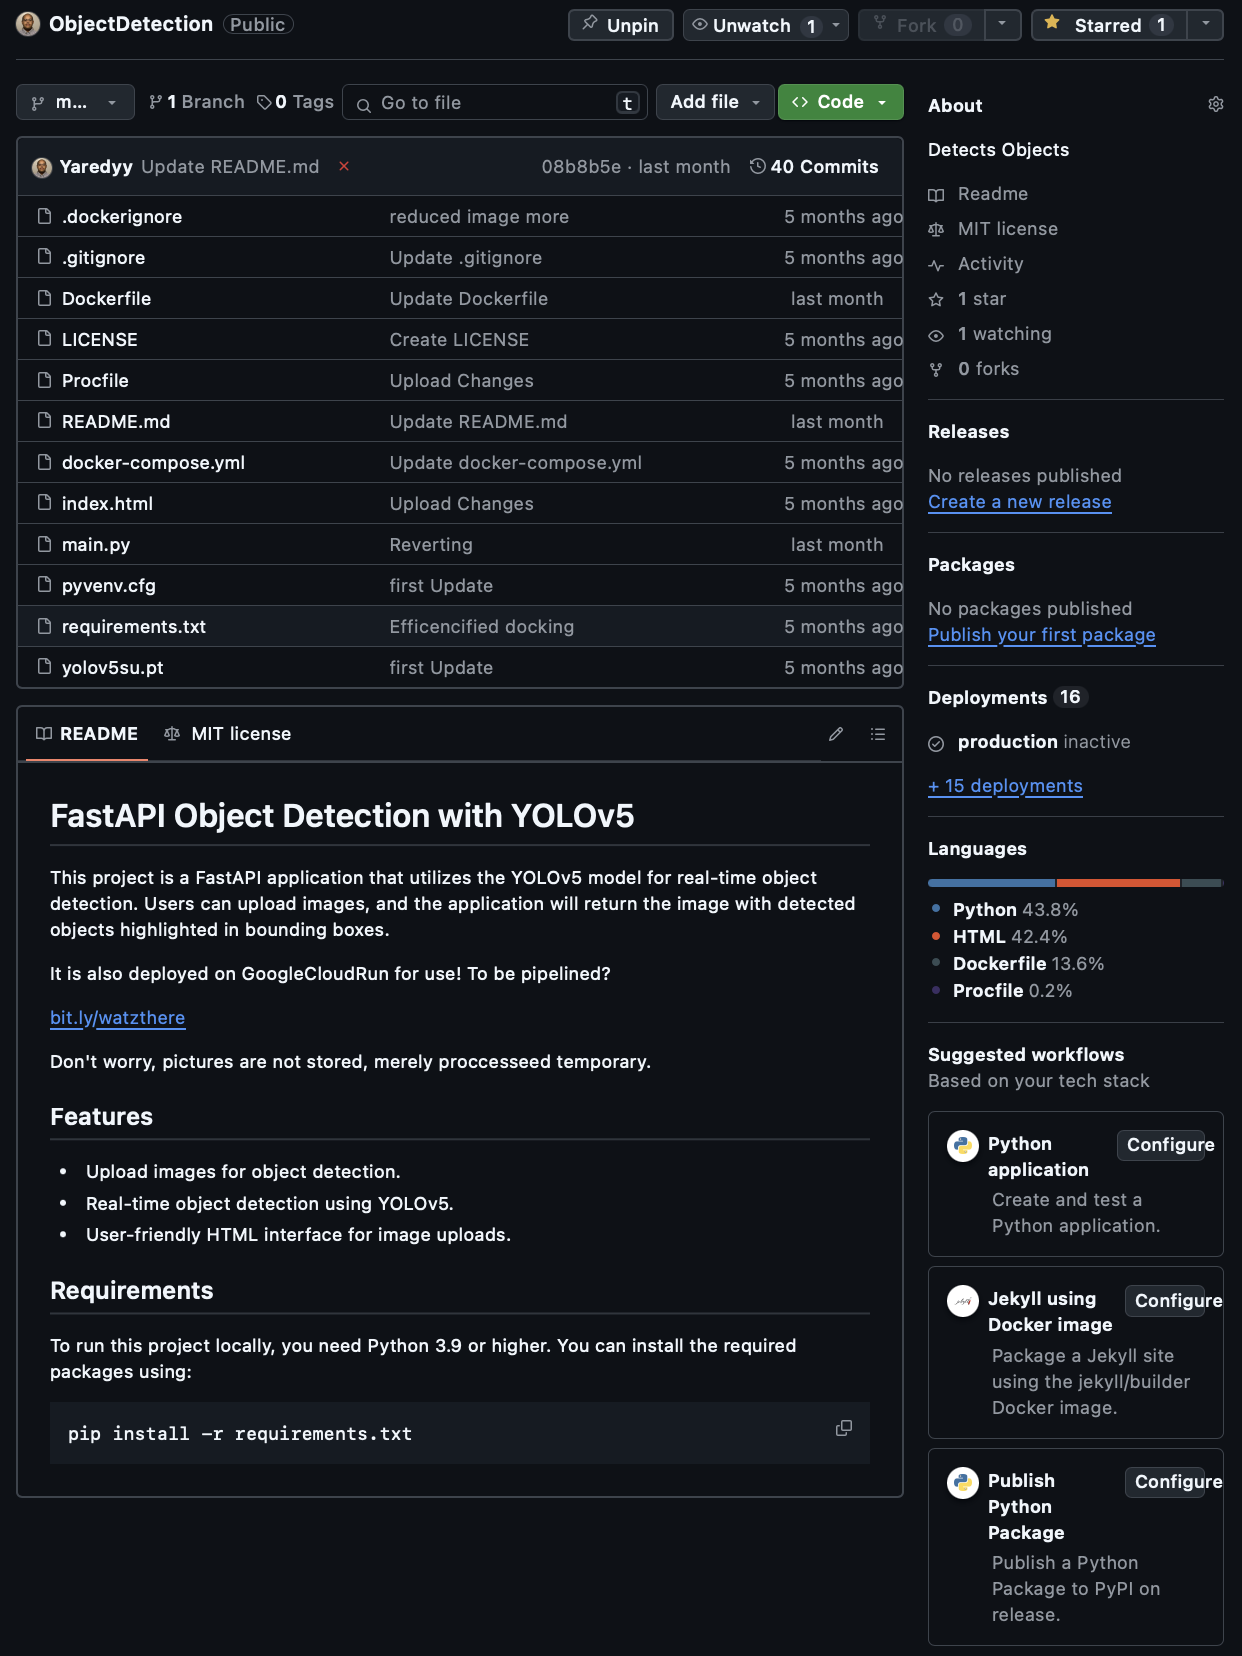 ObjectDetection Public
Unpin
Unwatch 1
Fork 0
Starred 1
m...
1 Branch
0 Tags
Go to file
t
Add file
Code
Yaredyy Update README.md
08b8b5e · last month
40 Commits
.dockerignore reduced image more 5 months ago
.gitignore Update .gitignore 5 months ago
Dockerfile Update Dockerfile last month
LICENSE Create LICENSE 5 months ago
Procfile Upload Changes 5 months ago
README.md Update README.md last month
docker-compose.yml Update docker-compose.yml 5 months ago
index.html Upload Changes 5 months ago
main.py Reverting last month
pyvenv.cfg first Update 5 months ago
requirements.txt Efficencified docking 5 months ago
yolov5su.pt first Update 5 months ago
README
MIT license
FastAPI Object Detection with YOLOv5
This project is a FastAPI application that utilizes the YOLOv5 model for real-time object
detection. Users can upload images, and the application will return the image with detected
objects highlighted in bounding boxes.
It is also deployed on GoogleCloudRun for use! To be pipelined?
bit.ly/watzthere
Don't worry, pictures are not stored, merely proccesseed temporary.
Features
• Upload images for object detection.
• Real-time object detection using YOLOv5.
• User-friendly HTML interface for image uploads.
Requirements
To run this project locally, you need Python 3.9 or higher. You can install the required
packages using:
pip install -r requirements.txt
About
Detects Objects
Readme
MIT license
Activity
1 star
1 watching
0 forks
Releases
No releases published
Create a new release
Packages
No packages published
Publish your first package
Deployments 16
production inactive
+ 15 deployments
Languages
Python 43.8%
HTML 42.4%
Dockerfile 13.6%
Procfile 0.2%
Suggested workflows
Based on your tech stack
Python
application
Configure
Create and test a
Python application.
Jekyll using
Docker image
Configure
Package a Jekyll site
using the jekyll/builder
Docker image.
Publish
Python
Package
Configure
Publish a Python
Package to PyPI on
release.